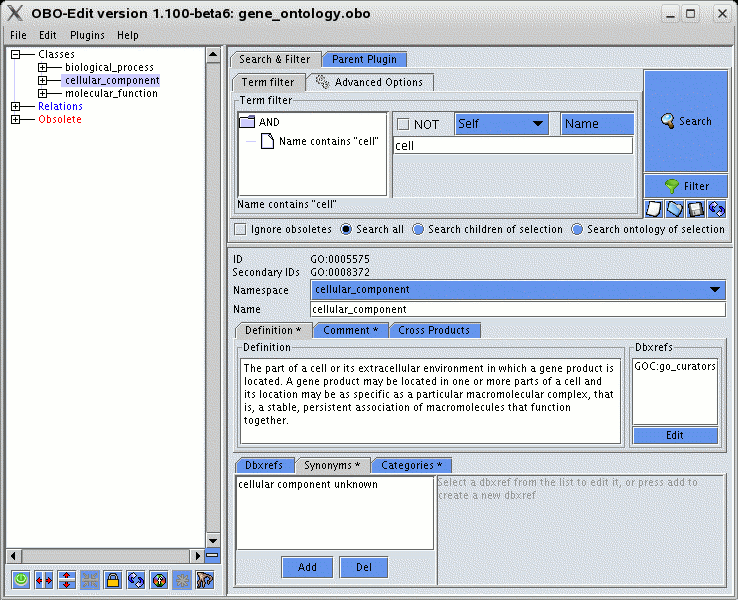 OBO-Edit version 1.100-beta6: gene_ontology.obo
File Edit Plugins Help
Classes
biological_process
cellular_component
molecular_function
Relations
Obsolete
Search & Filter Parent Plugin
Term filter Advanced Options
Term filter
AND
Name contains "cell"
NOT Self Name
cell
Name contains "cell"
Search
Filter
Ignore obsoletes Search all Search children of selection Search ontology of selection
ID GO:0005575
Secondary IDs GO:0008372
Namespace cellular_component
Name cellular_component
Definition * Comment * Cross Products
Definition
The part of a cell or its extracellular environment in which a gene product is
located. A gene product may be located in one or more parts of a cell and
its location may be as specific as a particular macromolecular complex, that
is, a stable, persistent association of macromolecules that function
together.
Dbxrefs
GOC:go_curators
Edit
Dbxrefs Synonyms * Categories *
cellular component unknown
Add Del
Select a dbxref from the list to edit it, or press add to
create a new dbxref